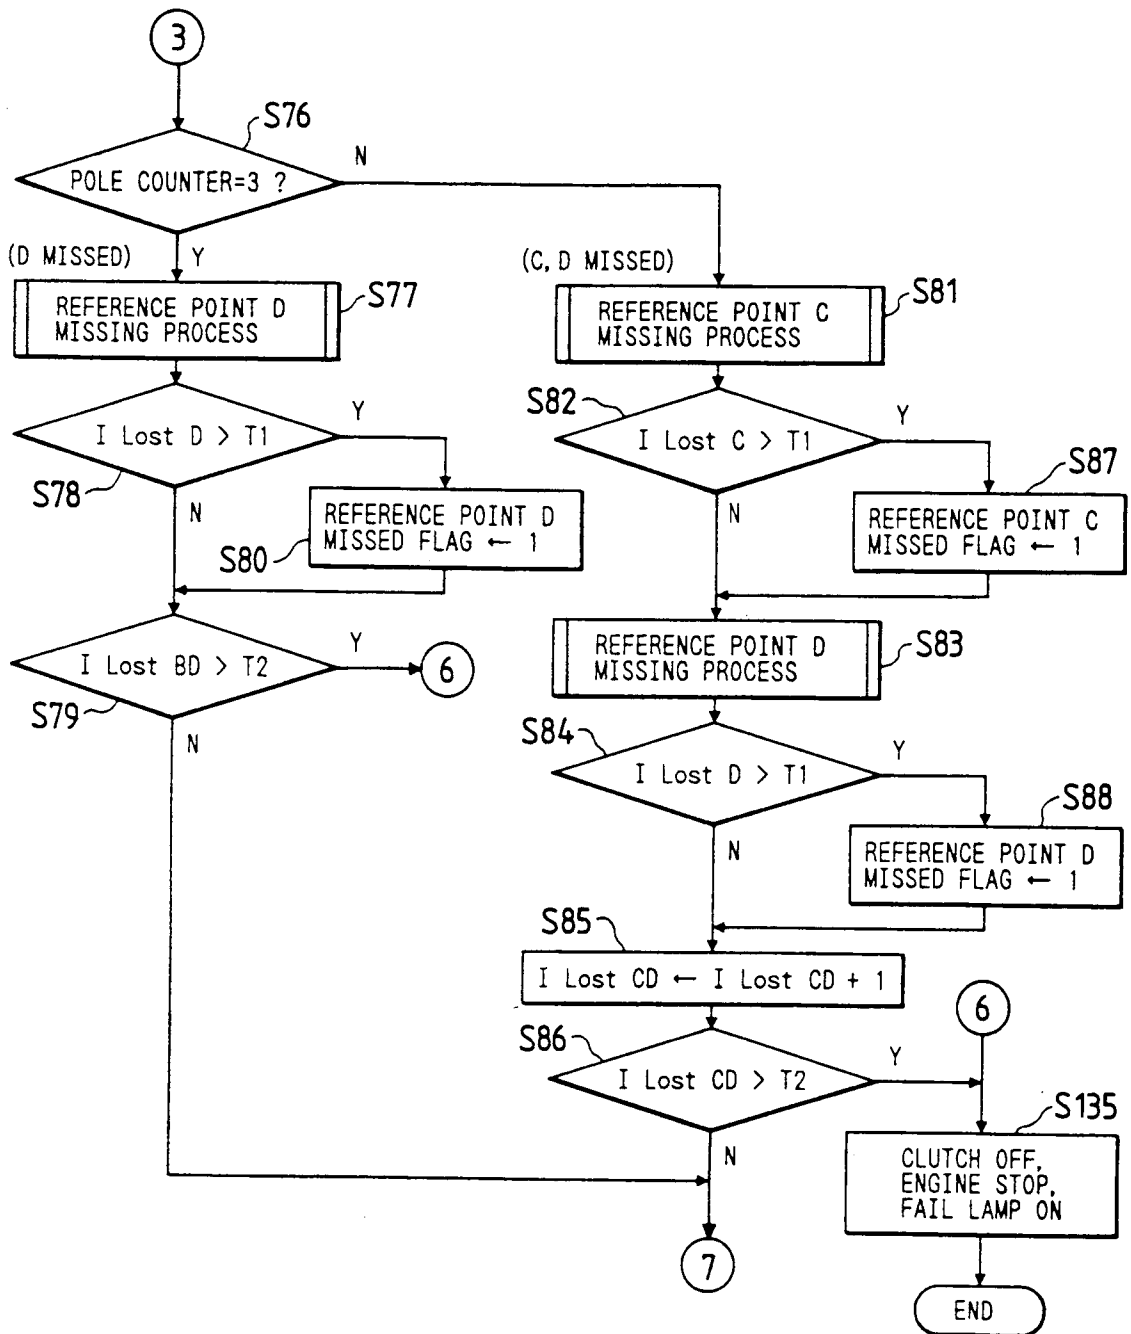 3
S76
POLE COUNTER=3 ?
N
(D MISSED)
Y
REFERENCE POINT D
MISSING PROCESS
S77
I Lost D > T1
Y
S78
N
REFERENCE POINT D
MISSED FLAG ← 1
S80
I Lost BD > T2
Y
6
S79
N
(C, D MISSED)
REFERENCE POINT C
MISSING PROCESS
S81
S82
I Lost C > T1
Y
N
S87
REFERENCE POINT C
MISSED FLAG ← 1
REFERENCE POINT D
MISSING PROCESS
S83
S84
I Lost D > T1
Y
N
S88
REFERENCE POINT D
MISSED FLAG ← 1
S85
I Lost CD ← I Lost CD + 1
S86
I Lost CD > T2
Y
N
6
S135
CLUTCH OFF,
ENGINE STOP,
FAIL LAMP ON
7
END